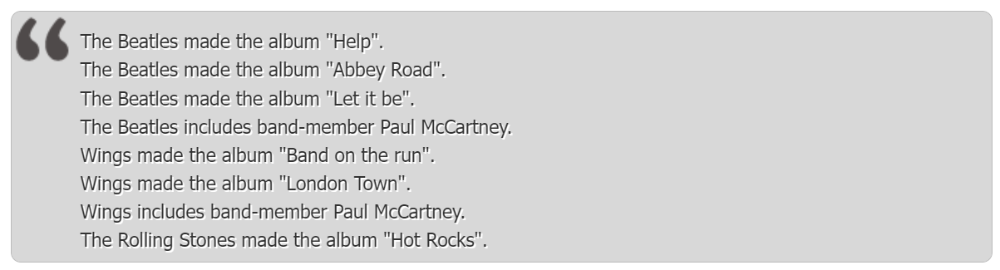 The Beatles made the album "Help".
The Beatles made the album "Abbey Road".
The Beatles made the album "Let it be".
The Beatles includes band-member Paul McCartney.
Wings made the album "Band on the run".
Wings made the album "London Town".
Wings includes band-member Paul McCartney.
The Rolling Stones made the album "Hot Rocks".